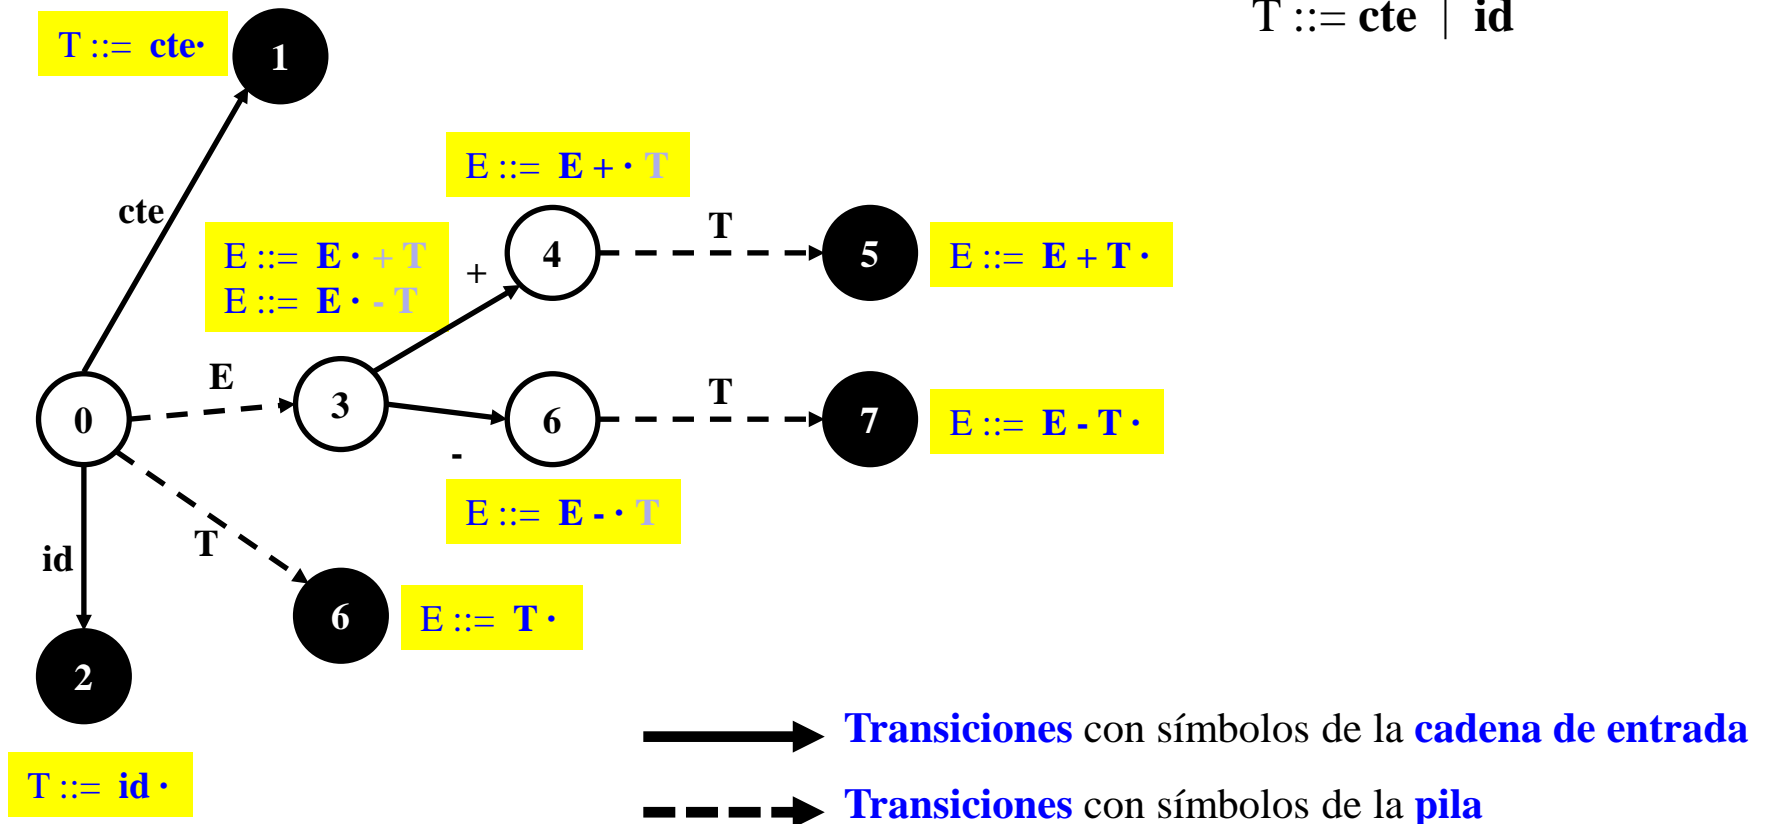 T ::= cte | id
T ::= cte·
1
E ::= E + · T
cte
T
E ::= E · + T
E ::= E · - T
+
4
5
E ::= E + T ·
E
T
0
3
6
7
E ::= E - T ·
-
E ::= E - · T
id
T
6
E ::= T ·
2
Transiciones con símbolos de la cadena de entrada
T ::= id ·
Transiciones con símbolos de la pila